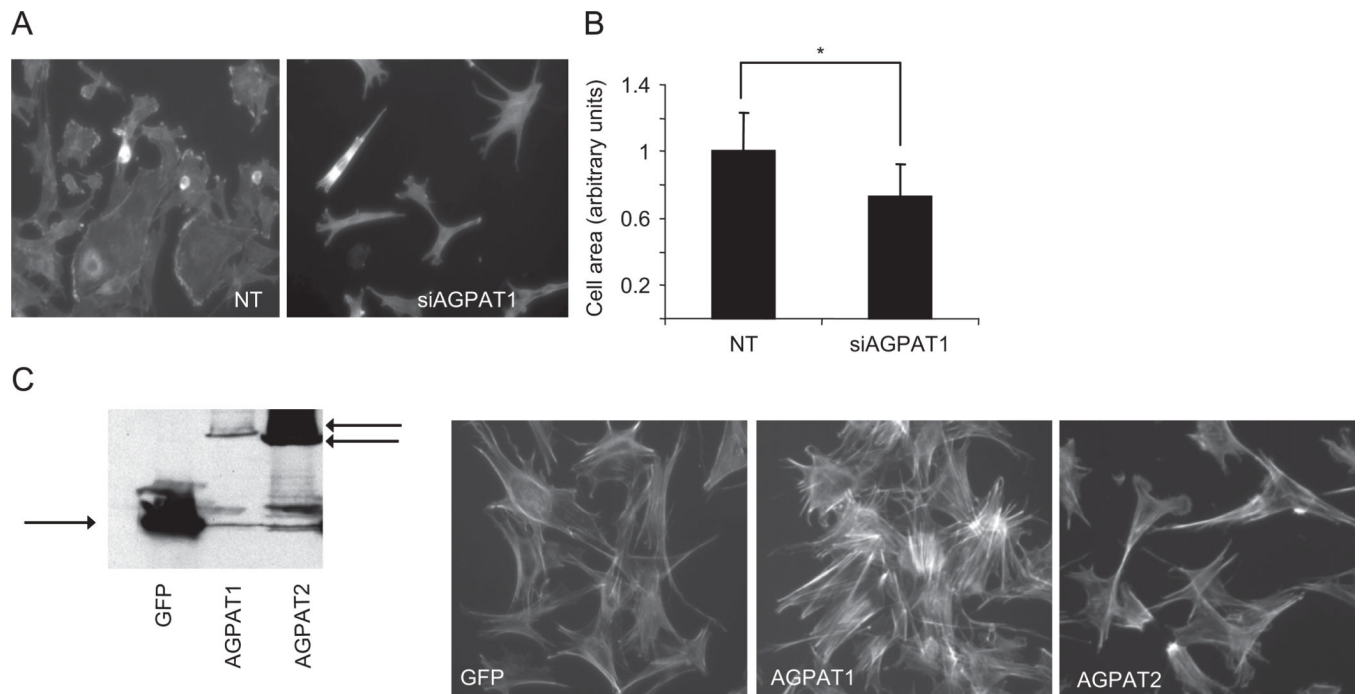 A
B
NT
siAGPAT1
*
Cell area (arbitrary units)
1.4
1
0.6
0.2
NT
siAGPAT1
C
GFP
AGPAT1
AGPAT2
GFP
AGPAT1
AGPAT2